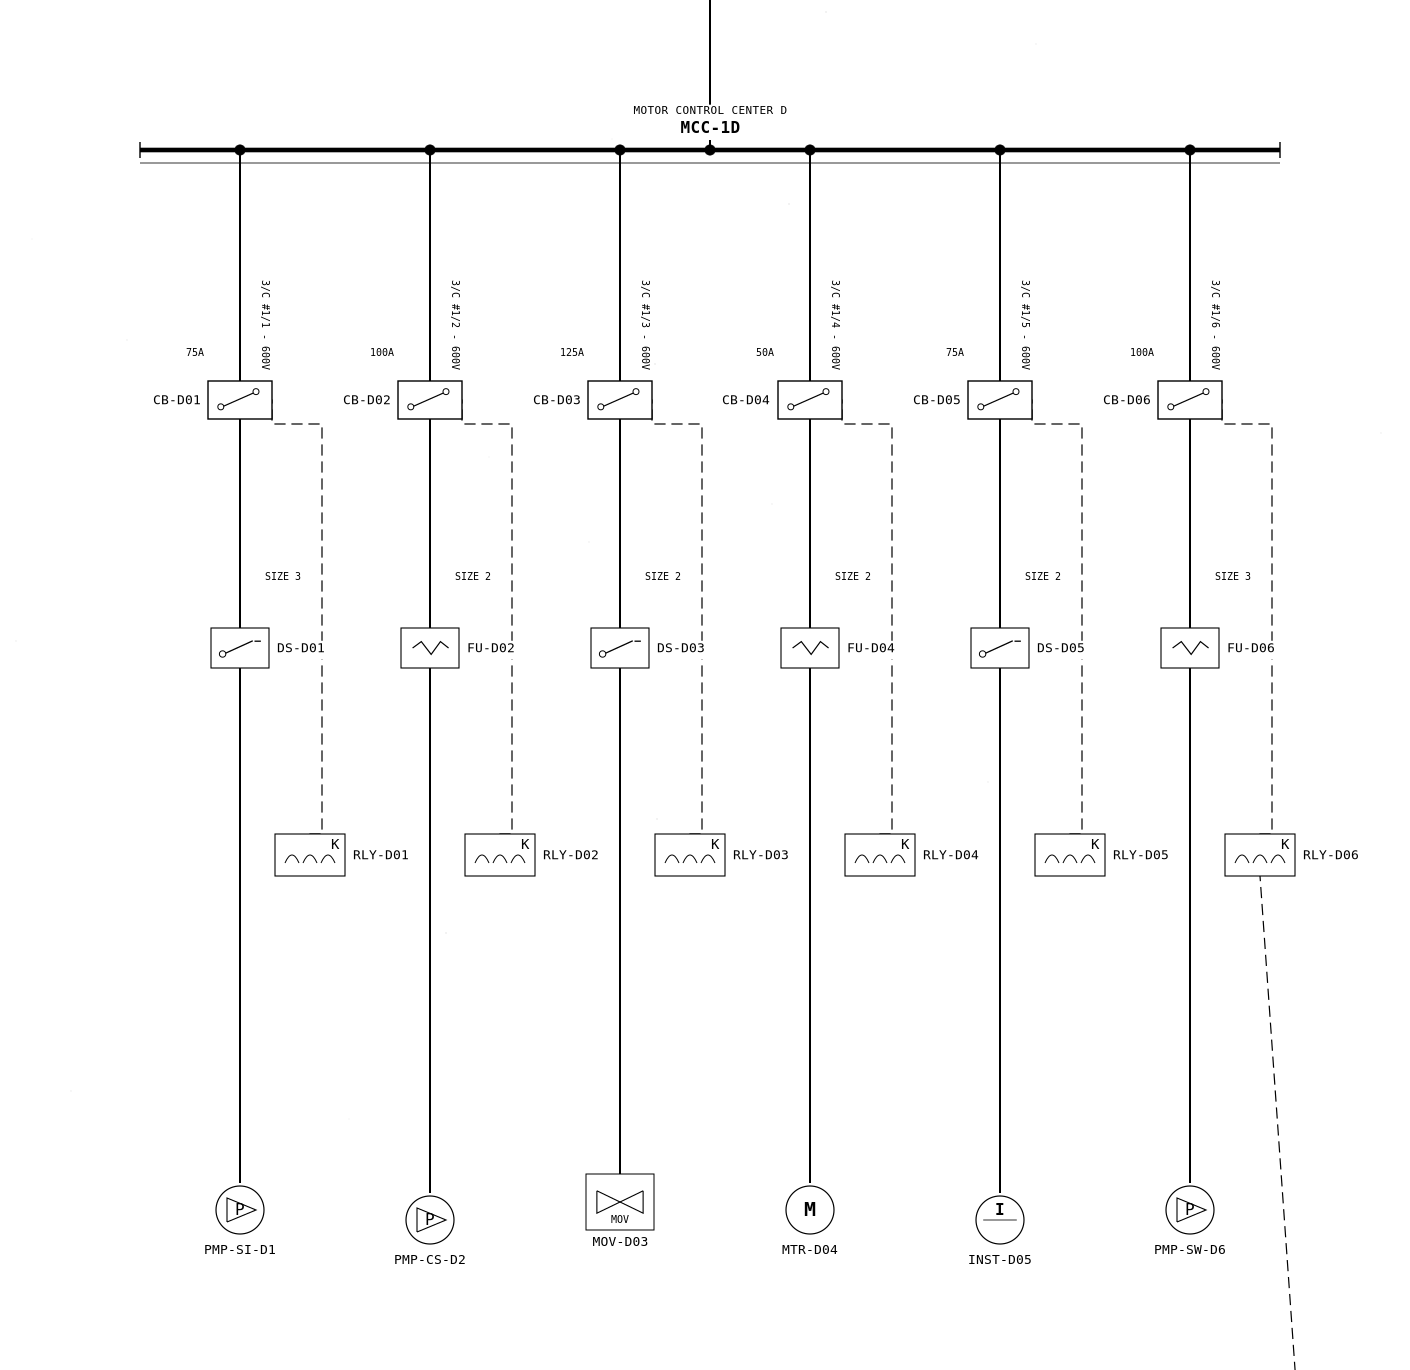 MOTOR CONTROL CENTER D
MCC-1D
3/C #1/1 - 600V
3/C #1/2 - 600V
3/C #1/3 - 600V
3/C #1/4 - 600V
3/C #1/5 - 600V
3/C #1/6 - 600V
75A
100A
125A
50A
75A
100A
CB-D01
CB-D02
CB-D03
CB-D04
CB-D05
CB-D06
SIZE 3
SIZE 2
SIZE 2
SIZE 2
SIZE 2
SIZE 3
DS-D01
FU-D02
DS-D03
FU-D04
DS-D05
FU-D06
K
K
K
K
K
K
RLY-D01
RLY-D02
RLY-D03
RLY-D04
RLY-D05
RLY-D06
P
P
MOV
M
I
P
PMP-SI-D1
PMP-CS-D2
MOV-D03
MTR-D04
INST-D05
PMP-SW-D6